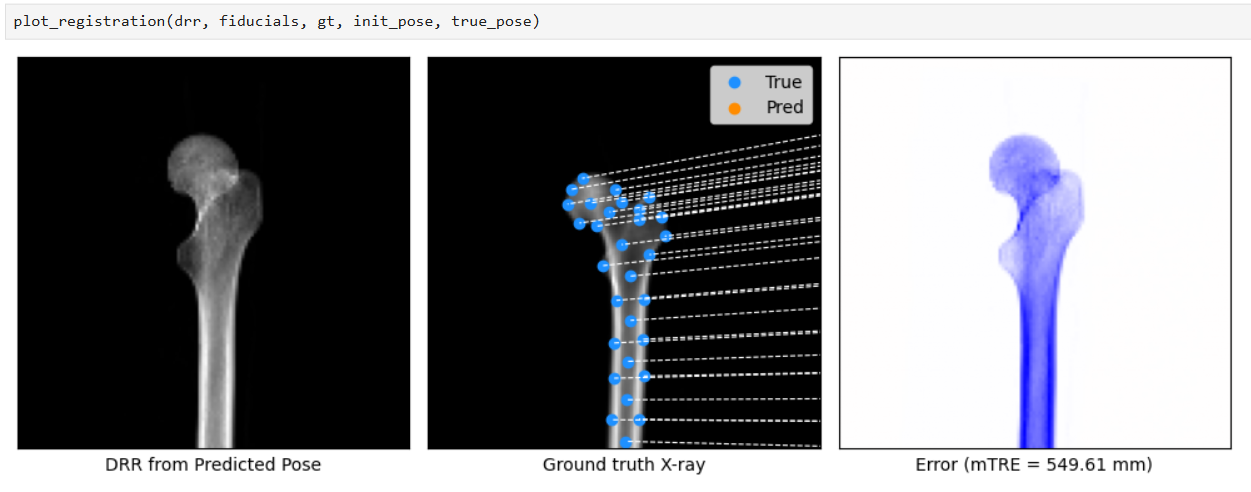 plot_registration(drr, fiducials, gt, init_pose, true_pose)
True
Pred
DRR from Predicted Pose
Ground truth X-ray
Error (mTRE = 549.61 mm)